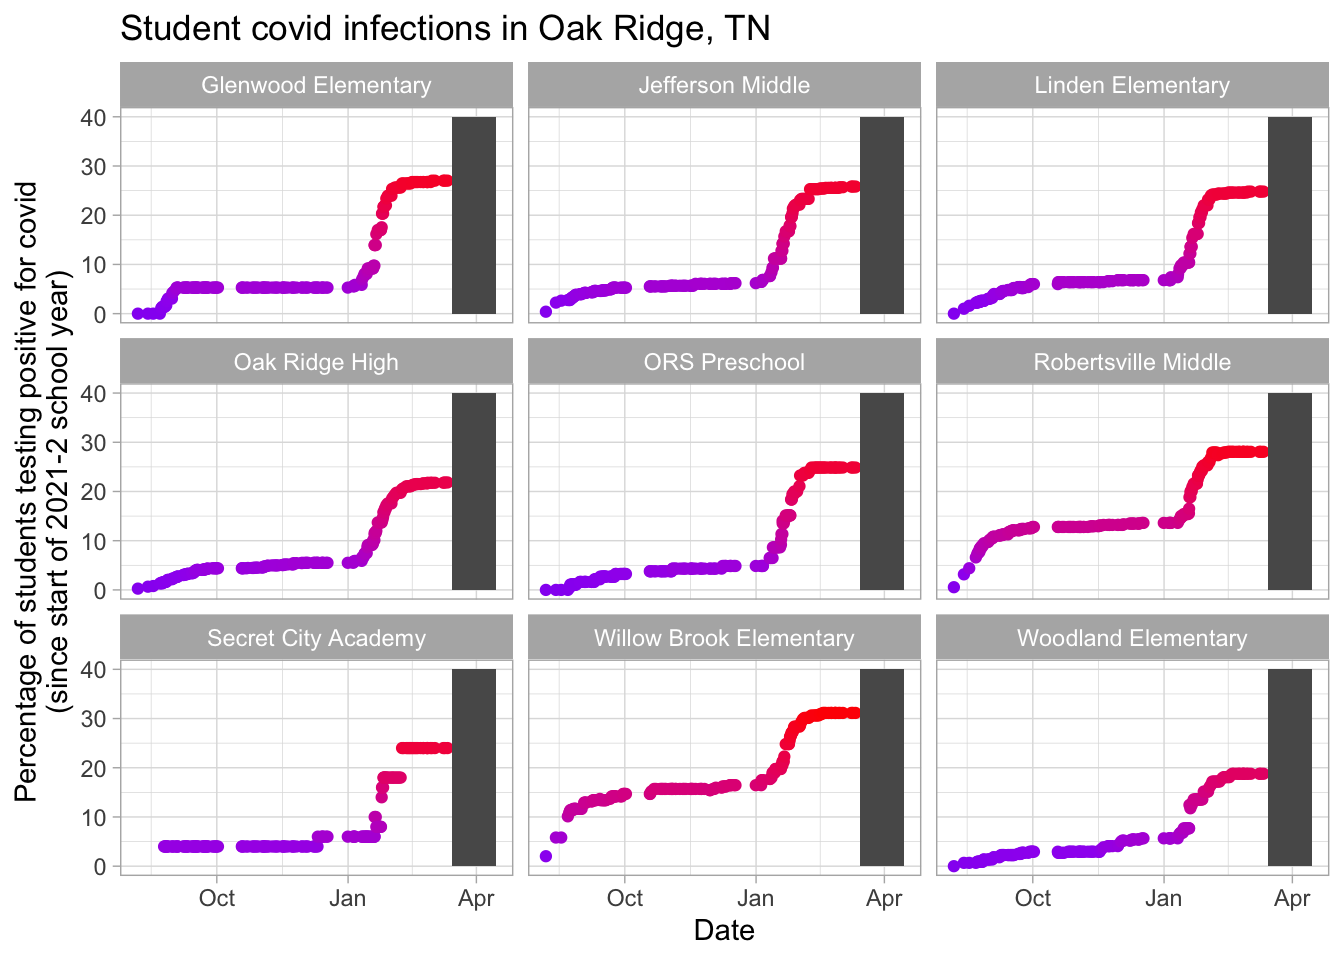 Student covid infections in Oak Ridge, TN
Percentage of students testing positive for covid
(since start of 2021-2 school year)
Glenwood Elementary
Jefferson Middle
Linden Elementary
40
30
20
10
0
Oak Ridge High
ORS Preschool
Robertsville Middle
40
30
20
10
0
Secret City Academy
Willow Brook Elementary
Woodland Elementary
40
30
20
10
0
Oct
Jan
Apr
Oct
Jan
Apr
Oct
Jan
Apr
Date